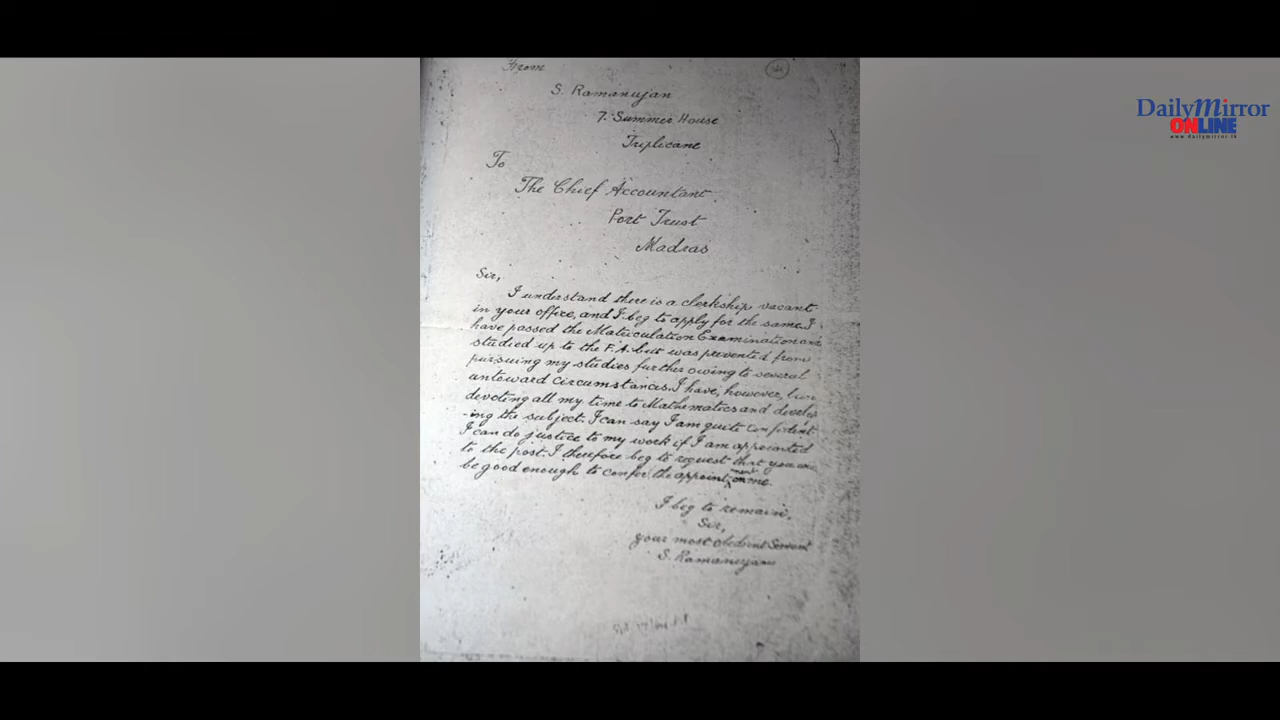 From
S. Ramanujan
7. Summer House
Triplicane
To
The Chief Accountant
Port Trust
Madras
Sir,
I understand there is a clerkship vacant
in your office, and I beg to apply for the same. I
have passed the Matriculation Examination and
studied up to the F.A. but was prevented from
pursuing my studies further owing to several
untoward circumstances. I have, however, been
devoting all my time to Mathematics and develop
-ing the subject. I can say I am quite confident
I can do justice to my work if I am appointed
to the post. I therefore beg to request that you will
be good enough to confer the appointment on me.
I beg to remain,
Sir,
your most obedient Servant
S. Ramanujan
DailyMirror
ONLINE
www.dailymirror.lk